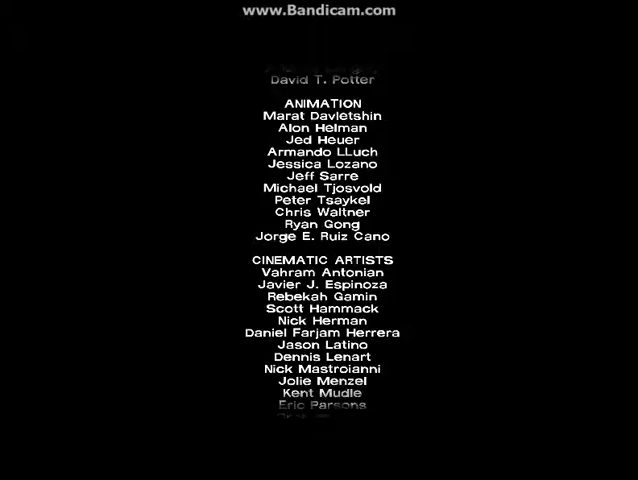 www.Bandicam.com
David T. Potter
ANIMATION
Marat Davletshin
Alon Helman
Jed Heuer
Armando LLuch
Jessica Lozano
Jeff Sarre
Michael Tjosvold
Peter Tsaykel
Chris Waltner
Ryan Gong
Jorge E. Ruiz Cano
CINEMATIC ARTISTS
Vahram Antonian
Javier J. Espinoza
Rebekah Gamin
Scott Hammack
Nick Herman
Daniel Farjam Herrera
Jason Latino
Dennis Lenart
Nick Mastroianni
Jolie Menzel
Kent Mudle
Eric Parsons